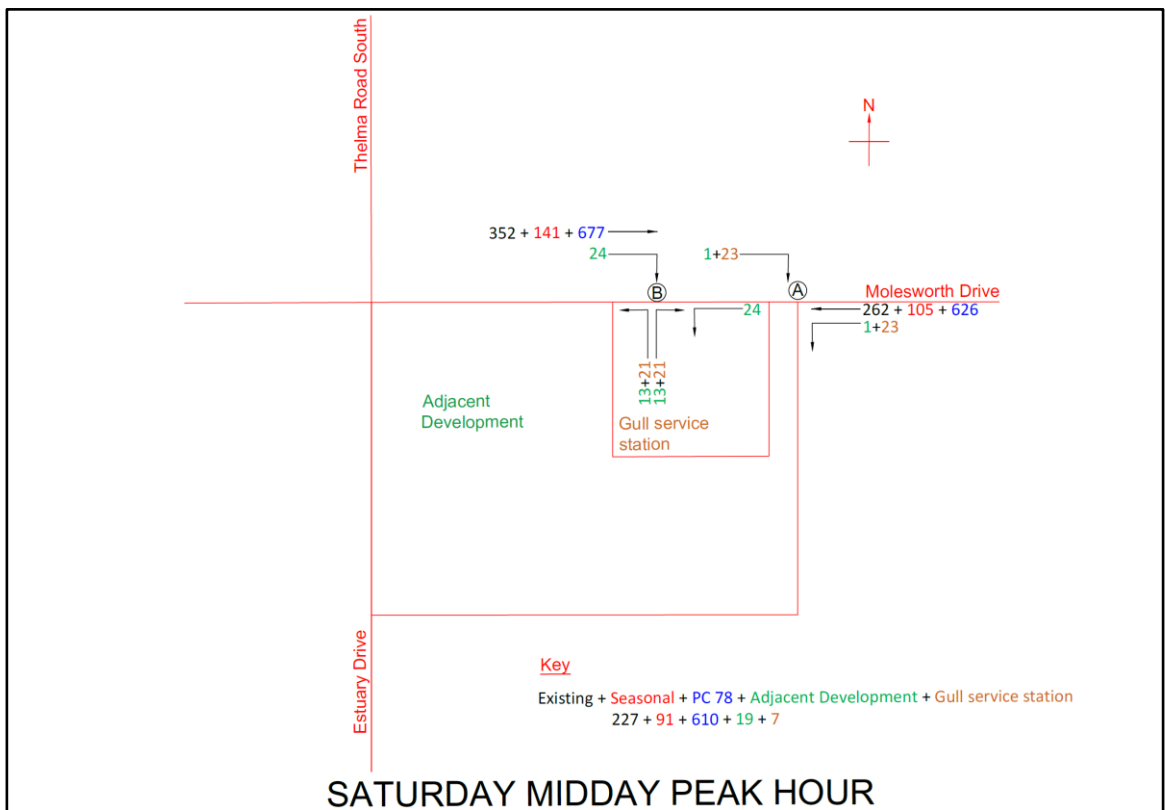 Thelma Road South
N
352 + 141 + 677
24
1+23
B
A
Molesworth Drive
24
262 + 105 + 626
1+23
13+21
13+21
Adjacent
Development
Gull service
station
Estuary Drive
Key
Existing + Seasonal + PC 78 + Adjacent Development + Gull service station
227 + 91 + 610 + 19 + 7
SATURDAY MIDDAY PEAK HOUR